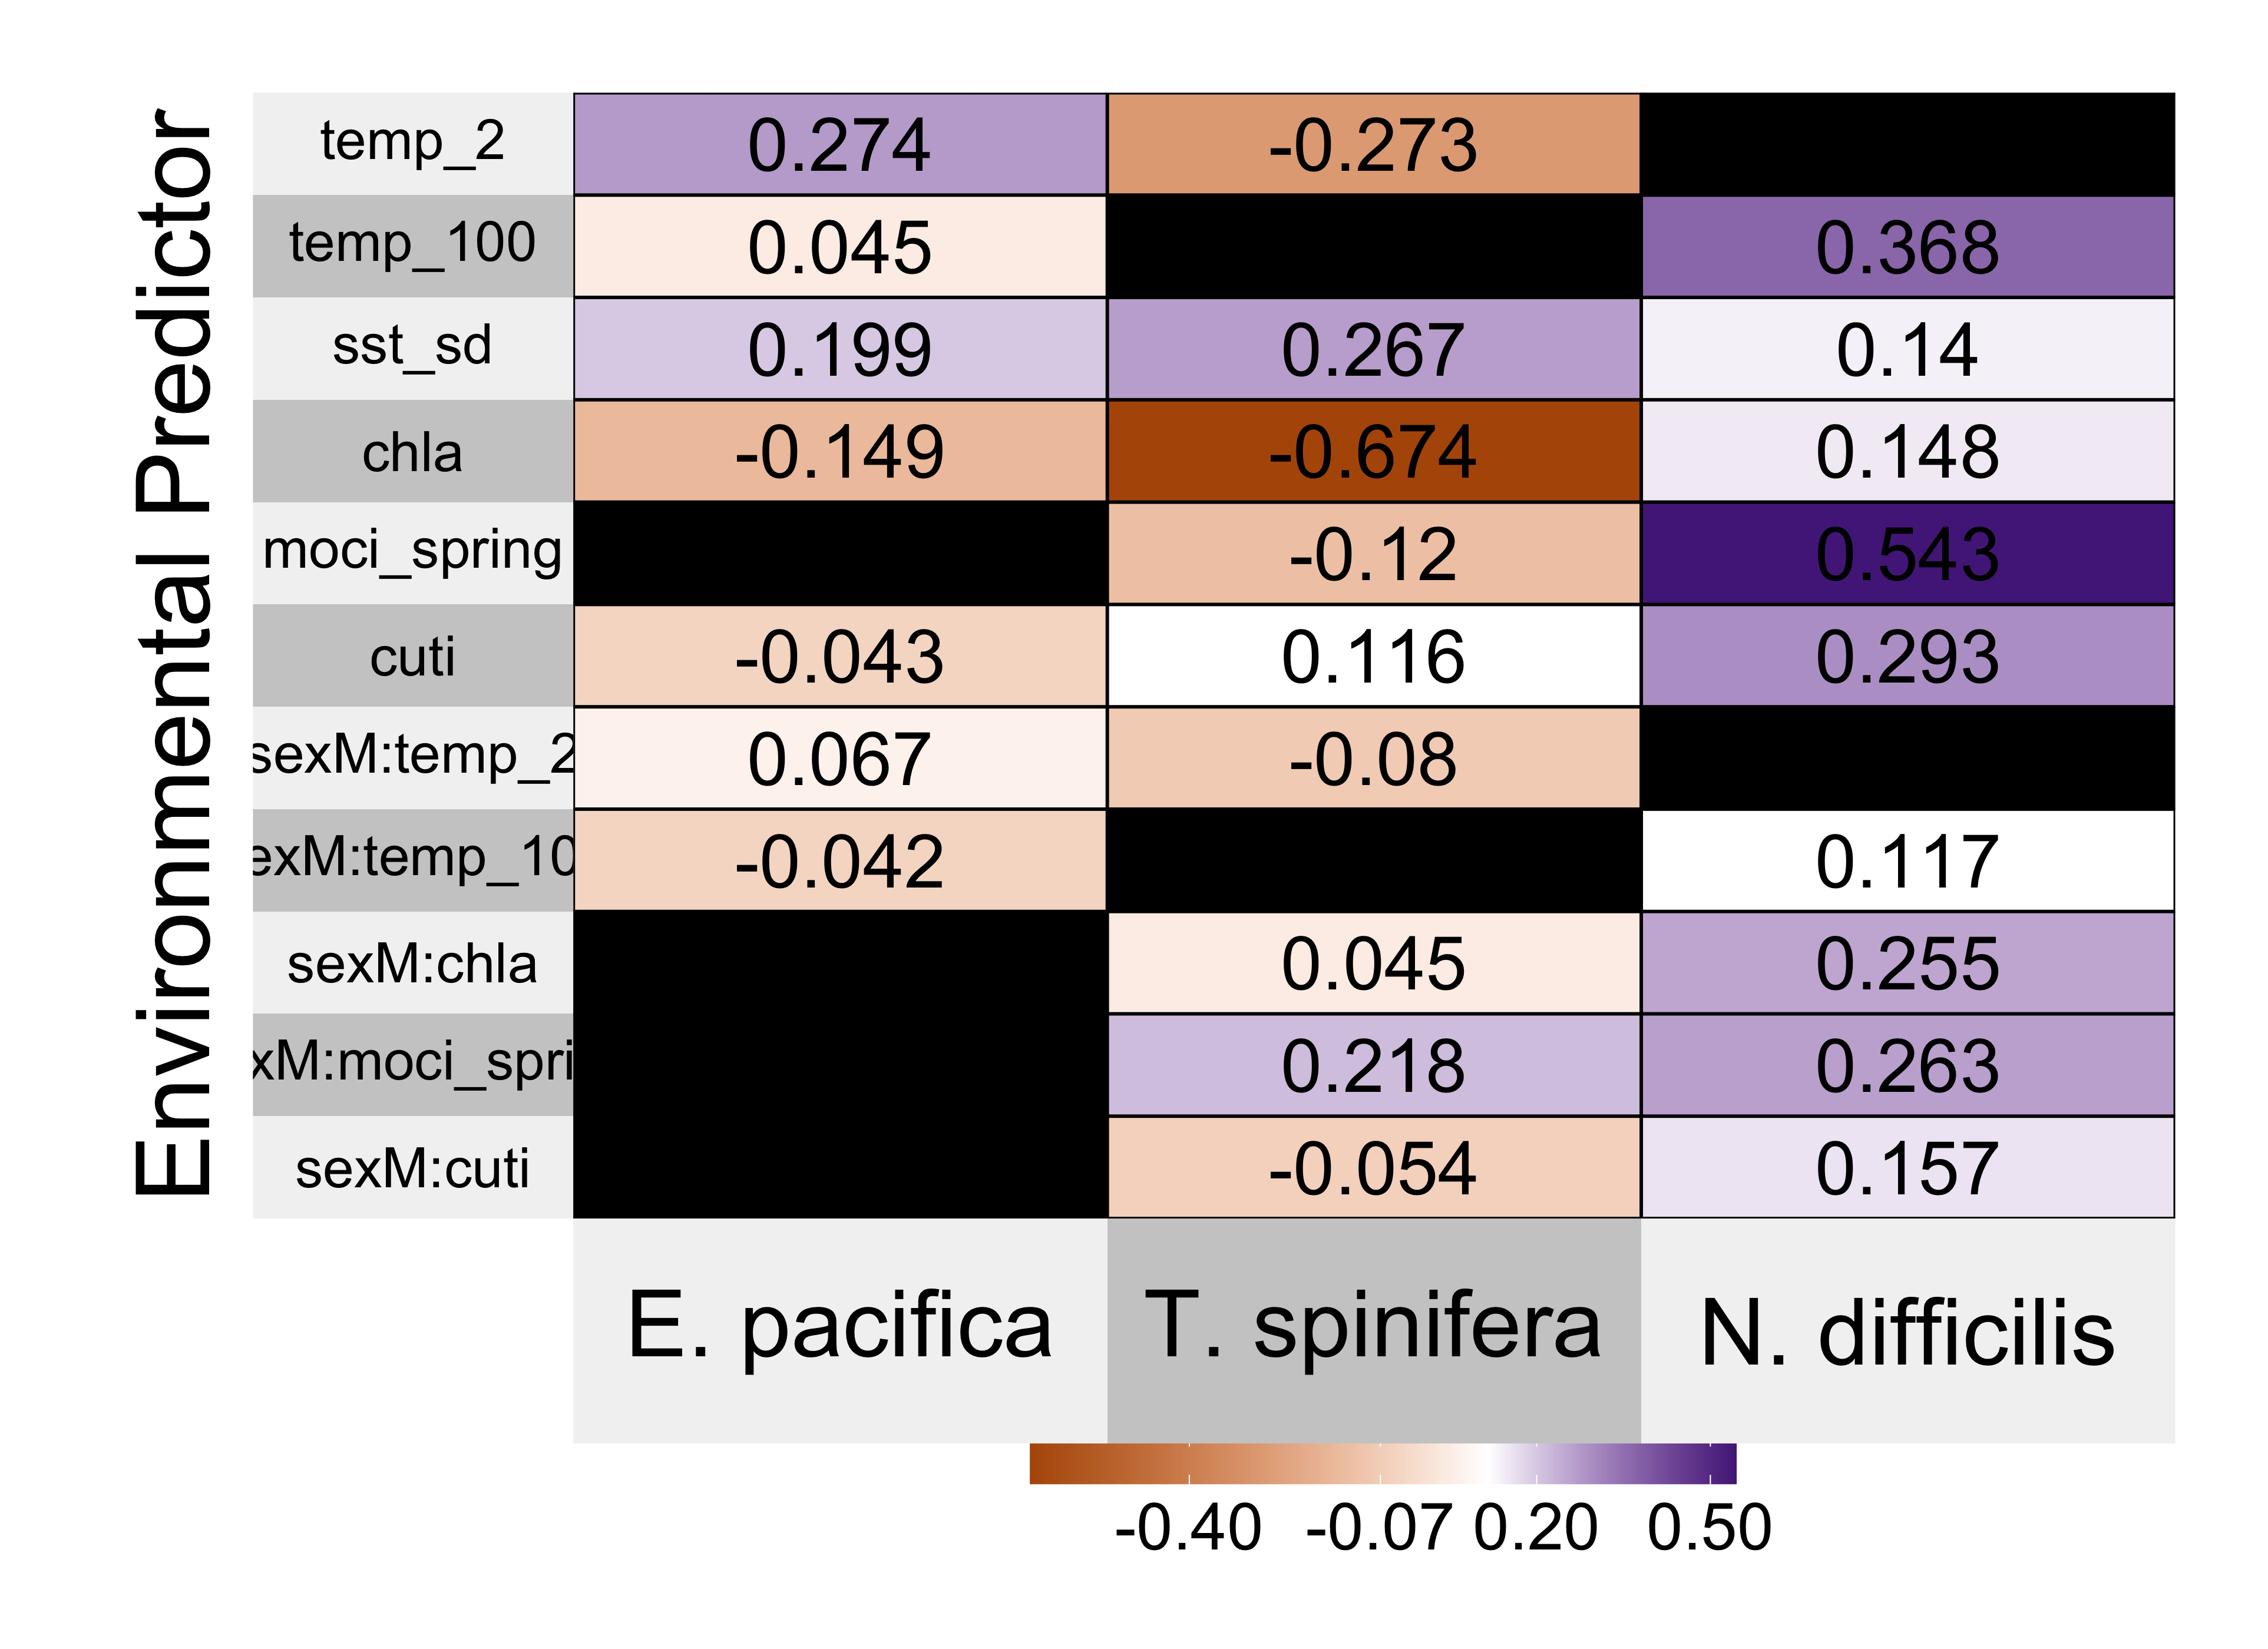 Environmental Predictor
temp_2 0.274 -0.273
temp_100 0.045 0.368
sst_sd 0.199 0.267 0.14
chla -0.149 -0.674 0.148
moci_spring -0.12 0.543
cuti -0.043 0.116 0.293
sexM:temp_2 0.067 -0.08
exM:temp_10 -0.042 0.117
sexM:chla 0.045 0.255
xM:moci_spri 0.218 0.263
sexM:cuti -0.054 0.157
E. pacifica T. spinifera N. difficilis
-0.40 -0.07 0.20 0.50